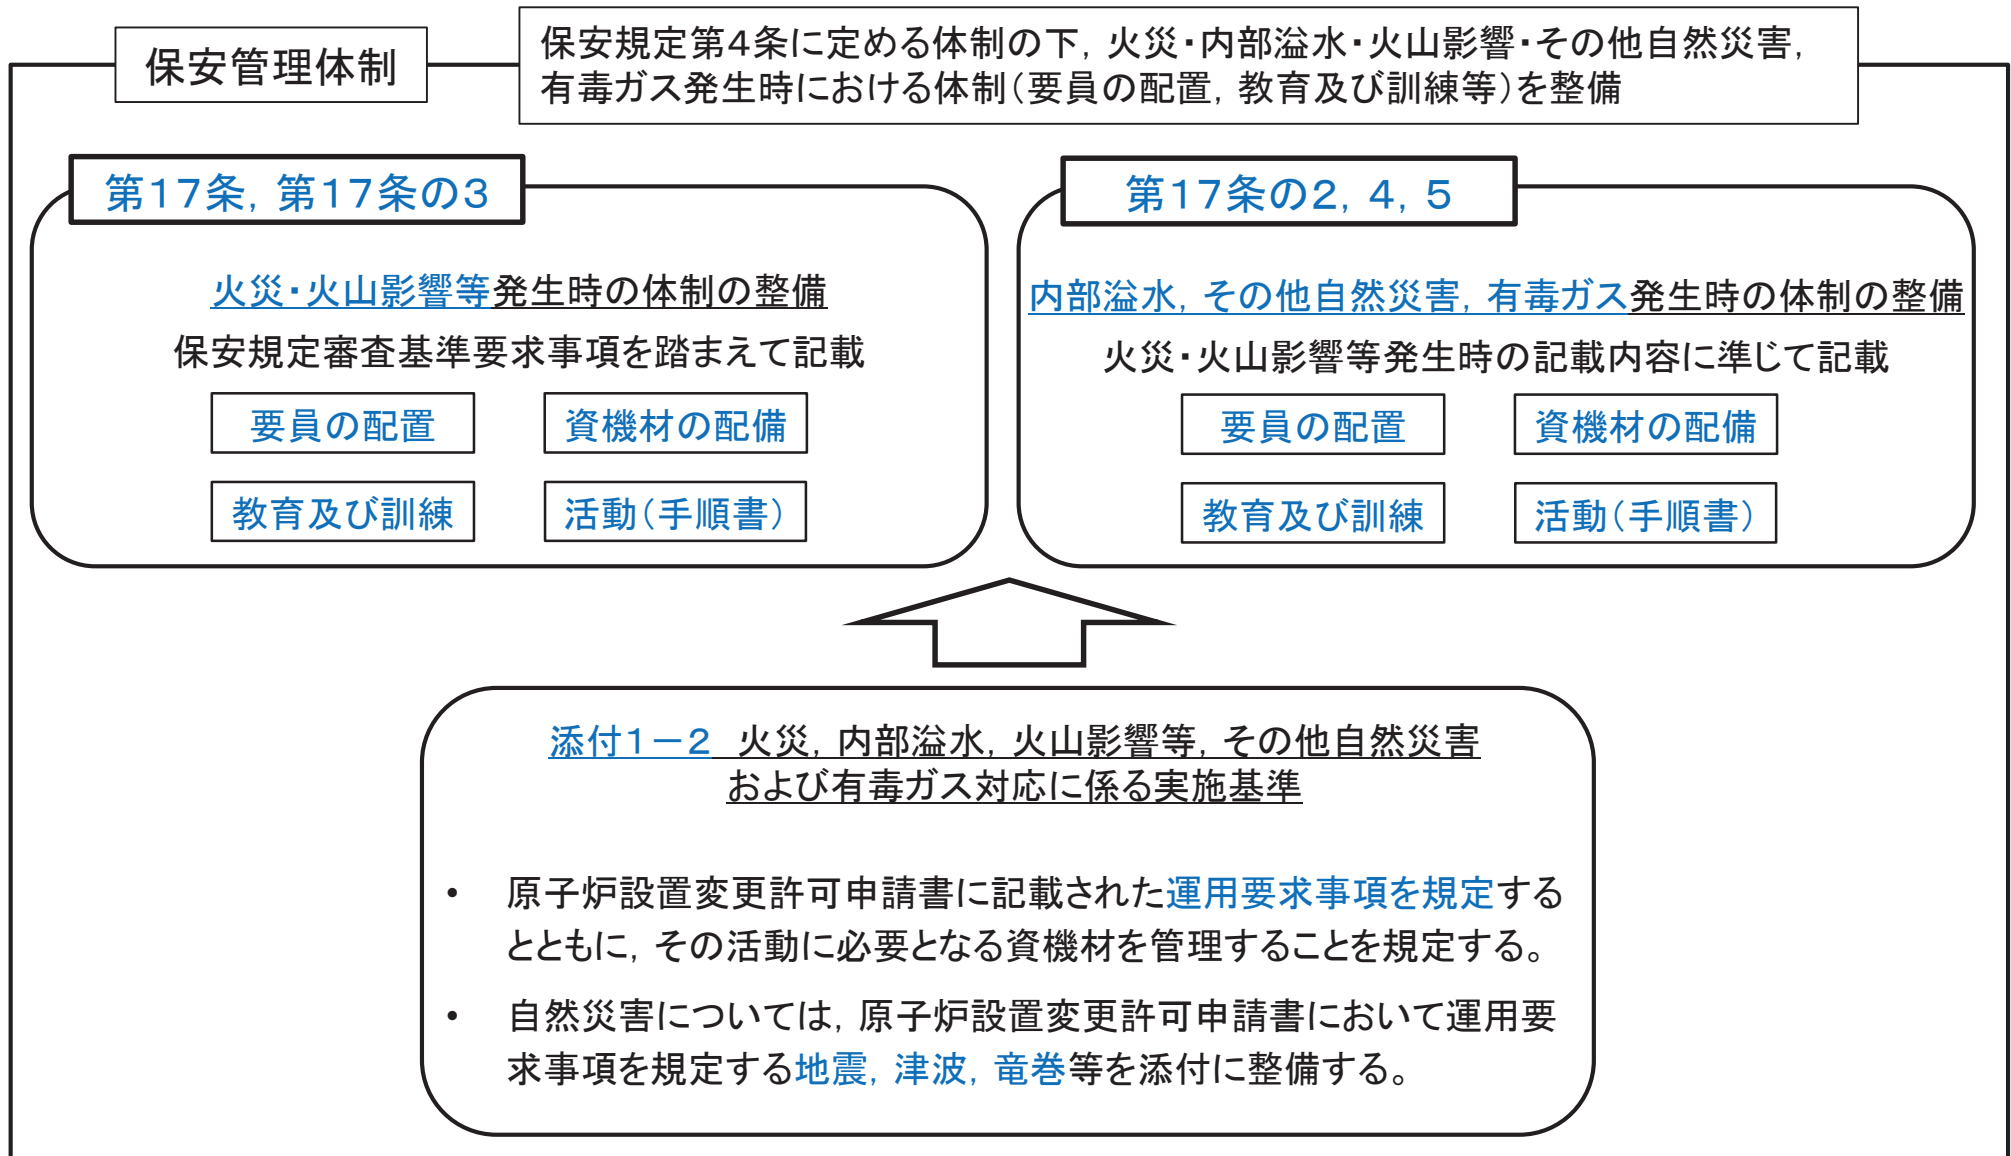 保安管理体制
保安規定第4条に定める体制の下，火災・内部溢水・火山影響・その他自然災害，
有毒ガス発生時における体制（要員の配置，教育及び訓練等）を整備
第17条，第17条の3
火災・火山影響等発生時の体制の整備
保安規定審査基準要求事項を踏まえて記載
要員の配置
資機材の配備
教育及び訓練
活動（手順書）
第17条の2，4，5
内部溢水，その他自然災害，有毒ガス発生時の体制の整備
火災・火山影響等発生時の記載内容に準じて記載
要員の配置
資機材の配備
教育及び訓練
活動（手順書）
添付1－2　火災，内部溢水，火山影響等，その他自然災害
および有毒ガス対応に係る実施基準
• 原子炉設置変更許可申請書に記載された運用要求事項を規定する
とともに，その活動に必要となる資機材を管理することを規定する。
• 自然災害については，原子炉設置変更許可申請書において運用要
求事項を規定する地震，津波，竜巻等を添付に整備する。